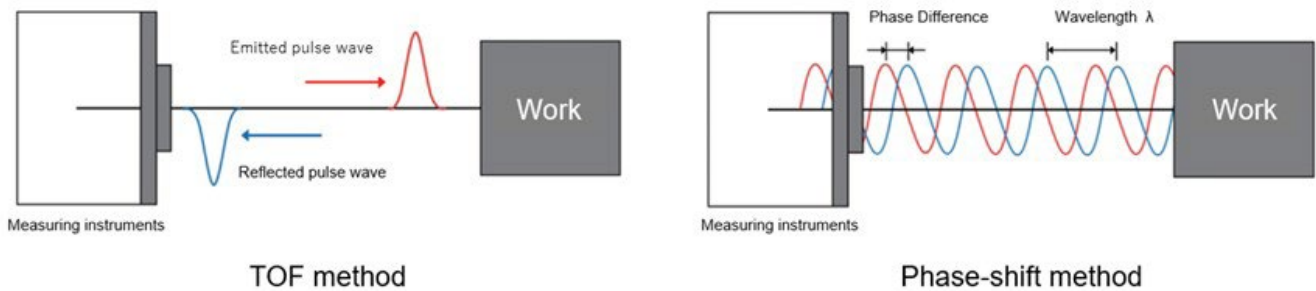 Emitted pulse wave
Work
Reflected pulse wave
Measuring instruments
TOF method
Phase Difference
Wavelength λ
Work
Measuring instruments
Phase-shift method